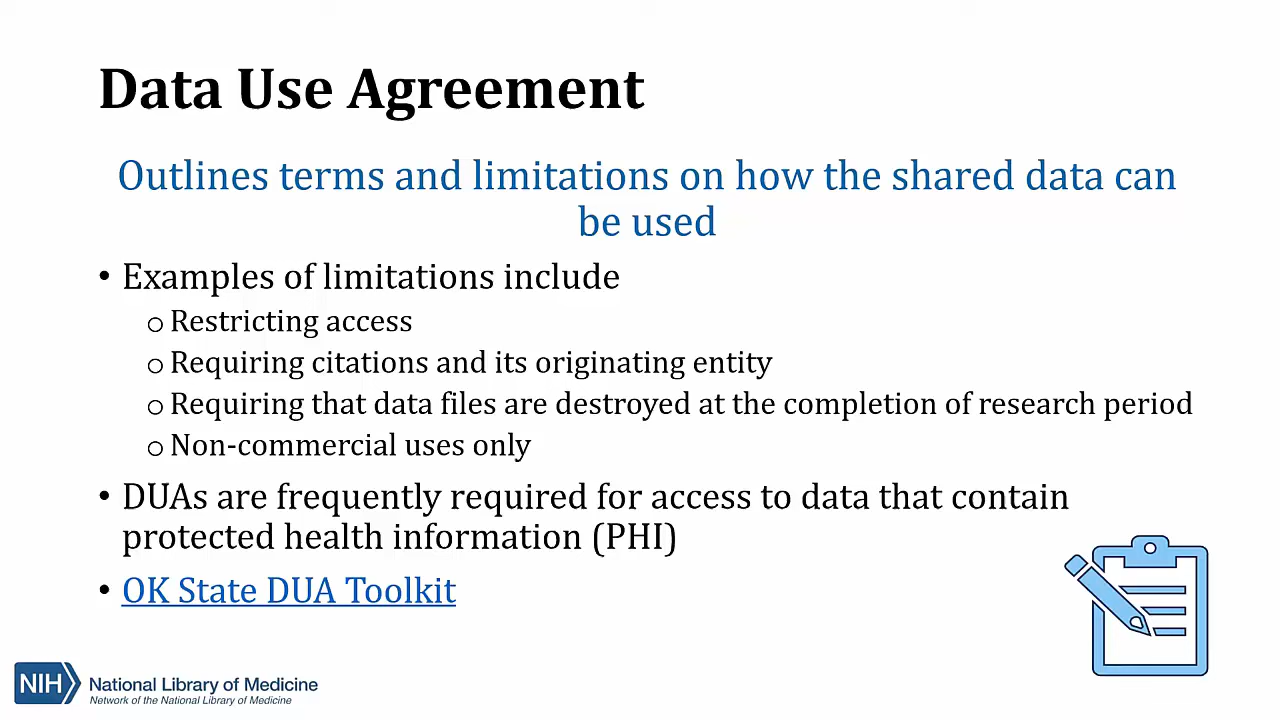 Data Use Agreement
Outlines terms and limitations on how the shared data can
be used
• Examples of limitations include
o Restricting access
o Requiring citations and its originating entity
o Requiring that data files are destroyed at the completion of research period
o Non-commercial uses only
• DUAs are frequently required for access to data that contain
protected health information (PHI)
• OK State DUA Toolkit
NIH National Library of Medicine
Network of the National Library of Medicine